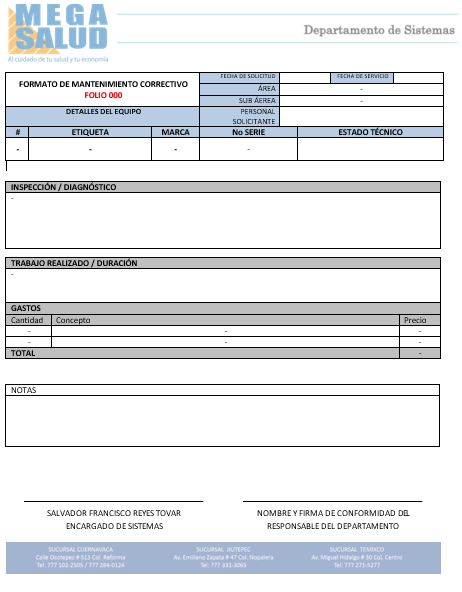 MEGA
SALUD
Al cuidado de tu salud y tu economía
Departamento de Sistemas
FORMATO DE MANTENIMIENTO CORRECTIVO
FOLIO 000
FECHA DE SOLICITUD
FECHA DE SERVICIO
ÁREA -
SUB ÁEREA -
DETALLES DEL EQUIPO
PERSONAL
SOLICITANTE
# ETIQUETA MARCA No SERIE ESTADO TÉCNICO
- - - -
INSPECCIÓN / DIAGNÓSTICO
-
TRABAJO REALIZADO / DURACIÓN
-
GASTOS
Cantidad Concepto Precio
- - -
- - -
TOTAL -
NOTAS
SALVADOR FRANCISCO REYES TOVAR
ENCARGADO DE SISTEMAS
NOMBRE Y FIRMA DE CONFORMIDAD DEL
RESPONSABLE DEL DEPARTAMENTO
SUCURSAL CUERNAVACA
Calle Ocotepec # 513 Col. Reforma
Tel: 777 102-2505 / 777 284-0124
SUCURSAL JIUTEPEC
Av. Emiliano Zapata # 47 Col. Nopalera
Tel: 777 331-3065
SUCURSAL TEMIXCO
Av. Miguel Hidalgo # 30 Col. Centro
Tel: 777 271-5277